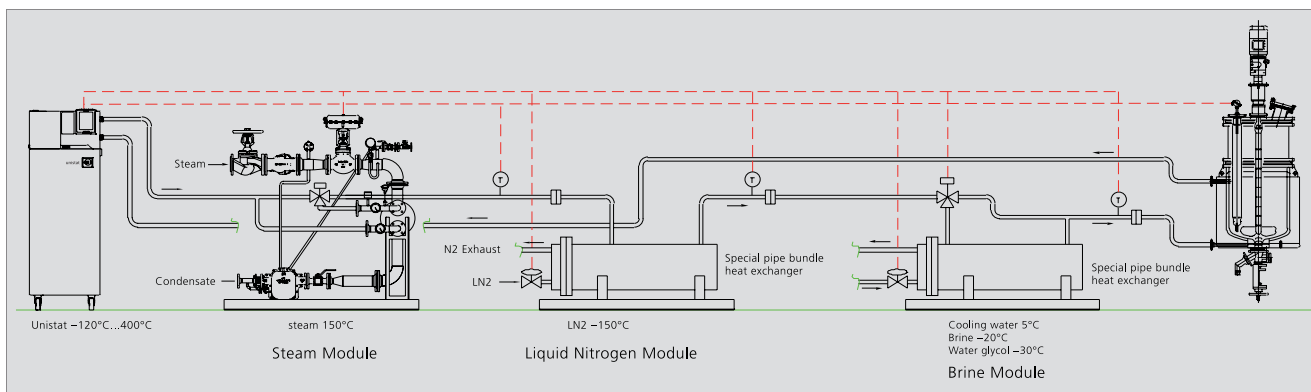 unistat
Steam
Condensate
T
N2 Exhaust
LN2
Special pipe bundle
heat exchanger
T
Special pipe bundle
heat exchanger
T
Unistat –120°C...400°C
steam 150°C
Steam Module
LN2 –150°C
Liquid Nitrogen Module
Cooling water 5°C
Brine –20°C
Water glycol –30°C
Brine Module